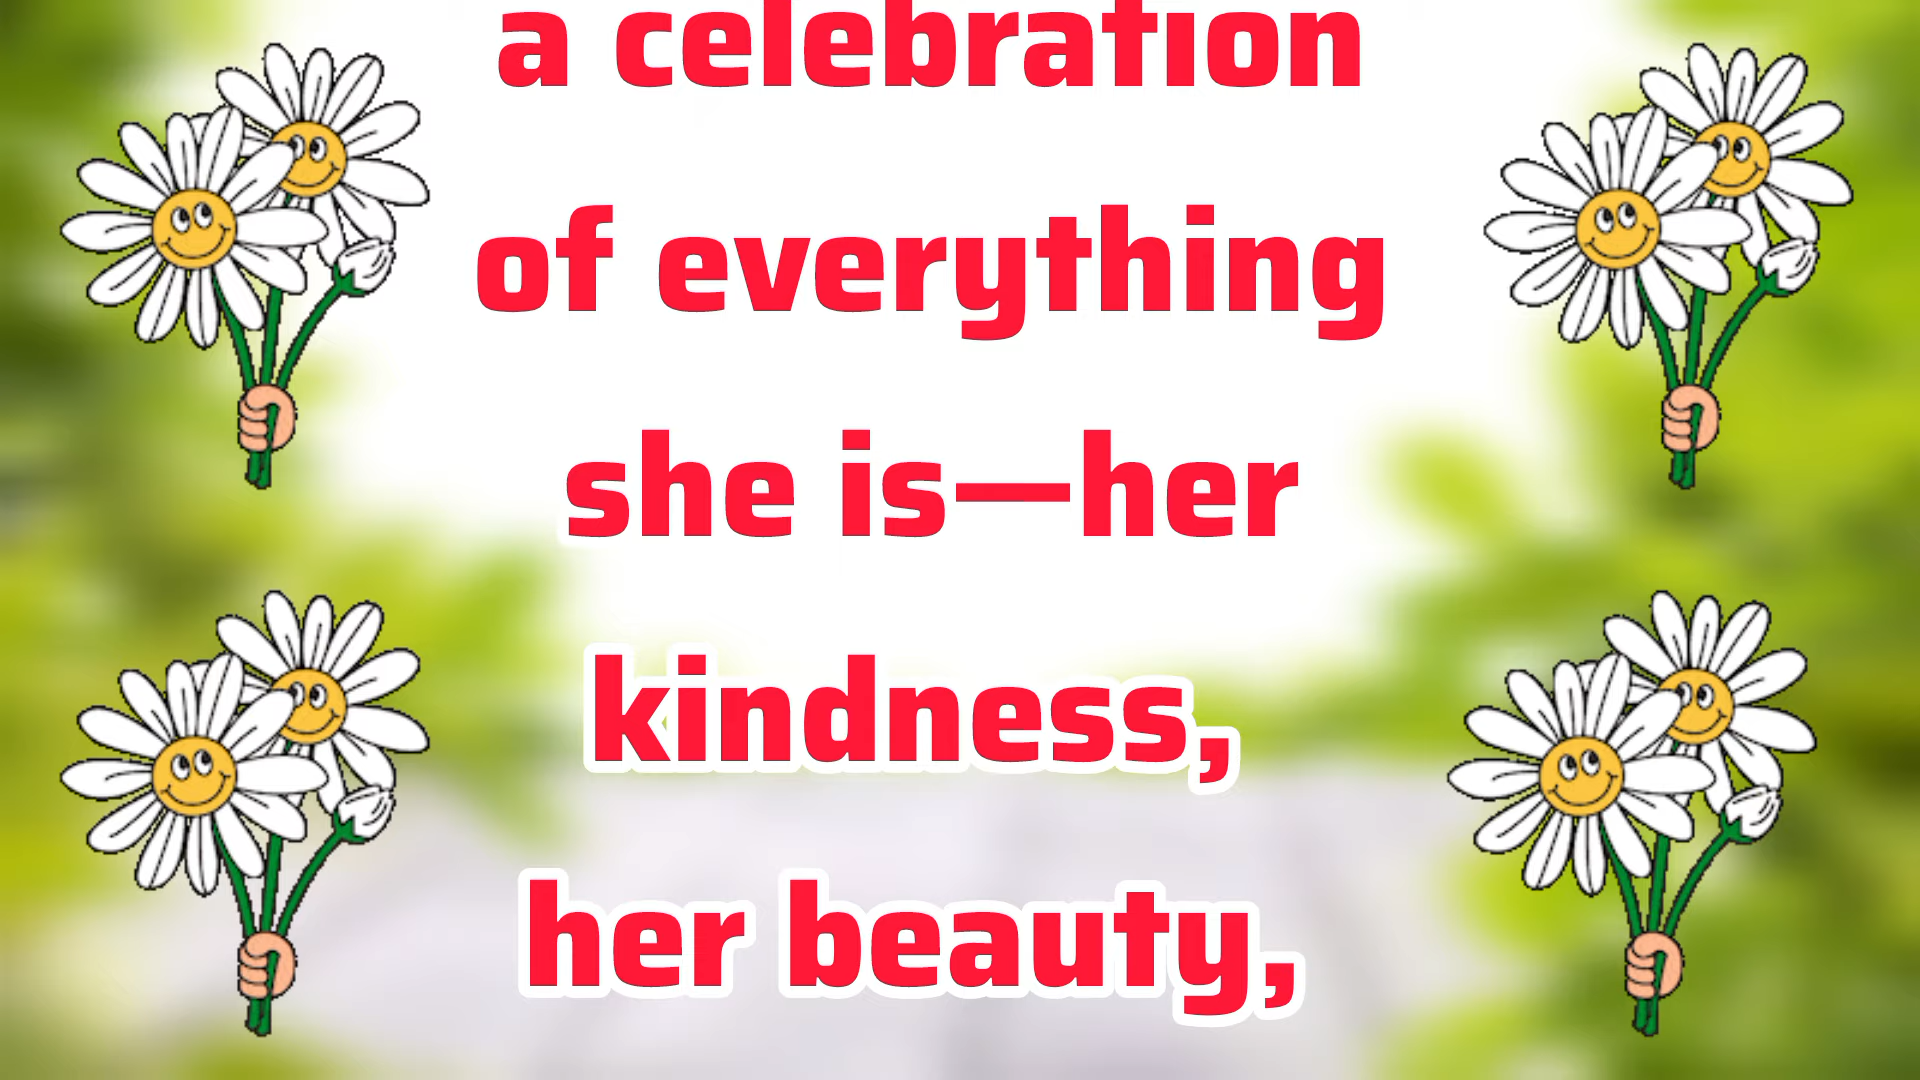 a celebration
of everything
she is—her
kindness,
her beauty,